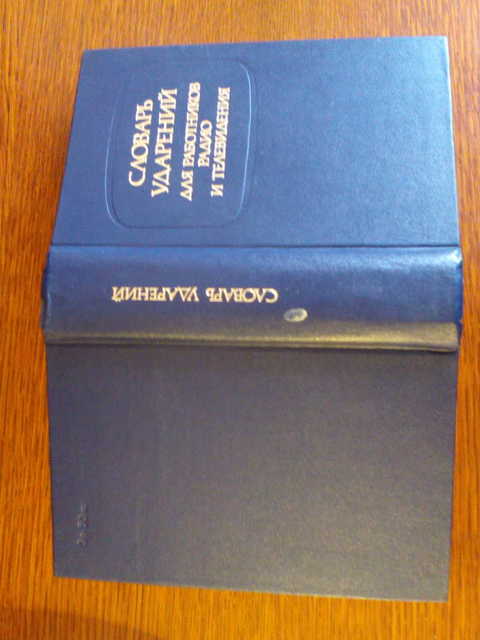 СЛОВАРЬ
УДАРЕНИЙ
ДЛЯ РАБОТНИКОВ
РАДИО
И ТЕЛЕВИДЕНИЯ
СЛОВАРЬ УДАРЕНИЙ